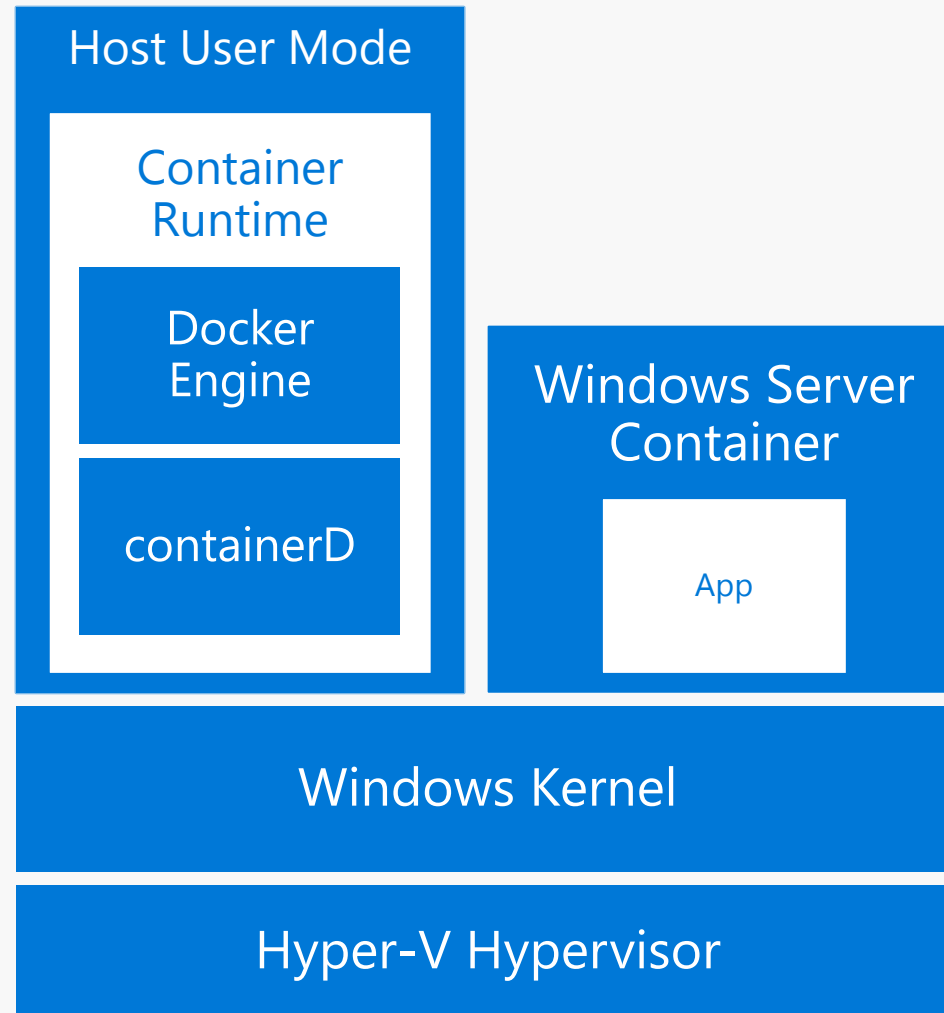 Host User Mode
Container
Runtime
Docker
Engine
containerD
Windows Server
Container
App
Windows Kernel
Hyper-V Hypervisor